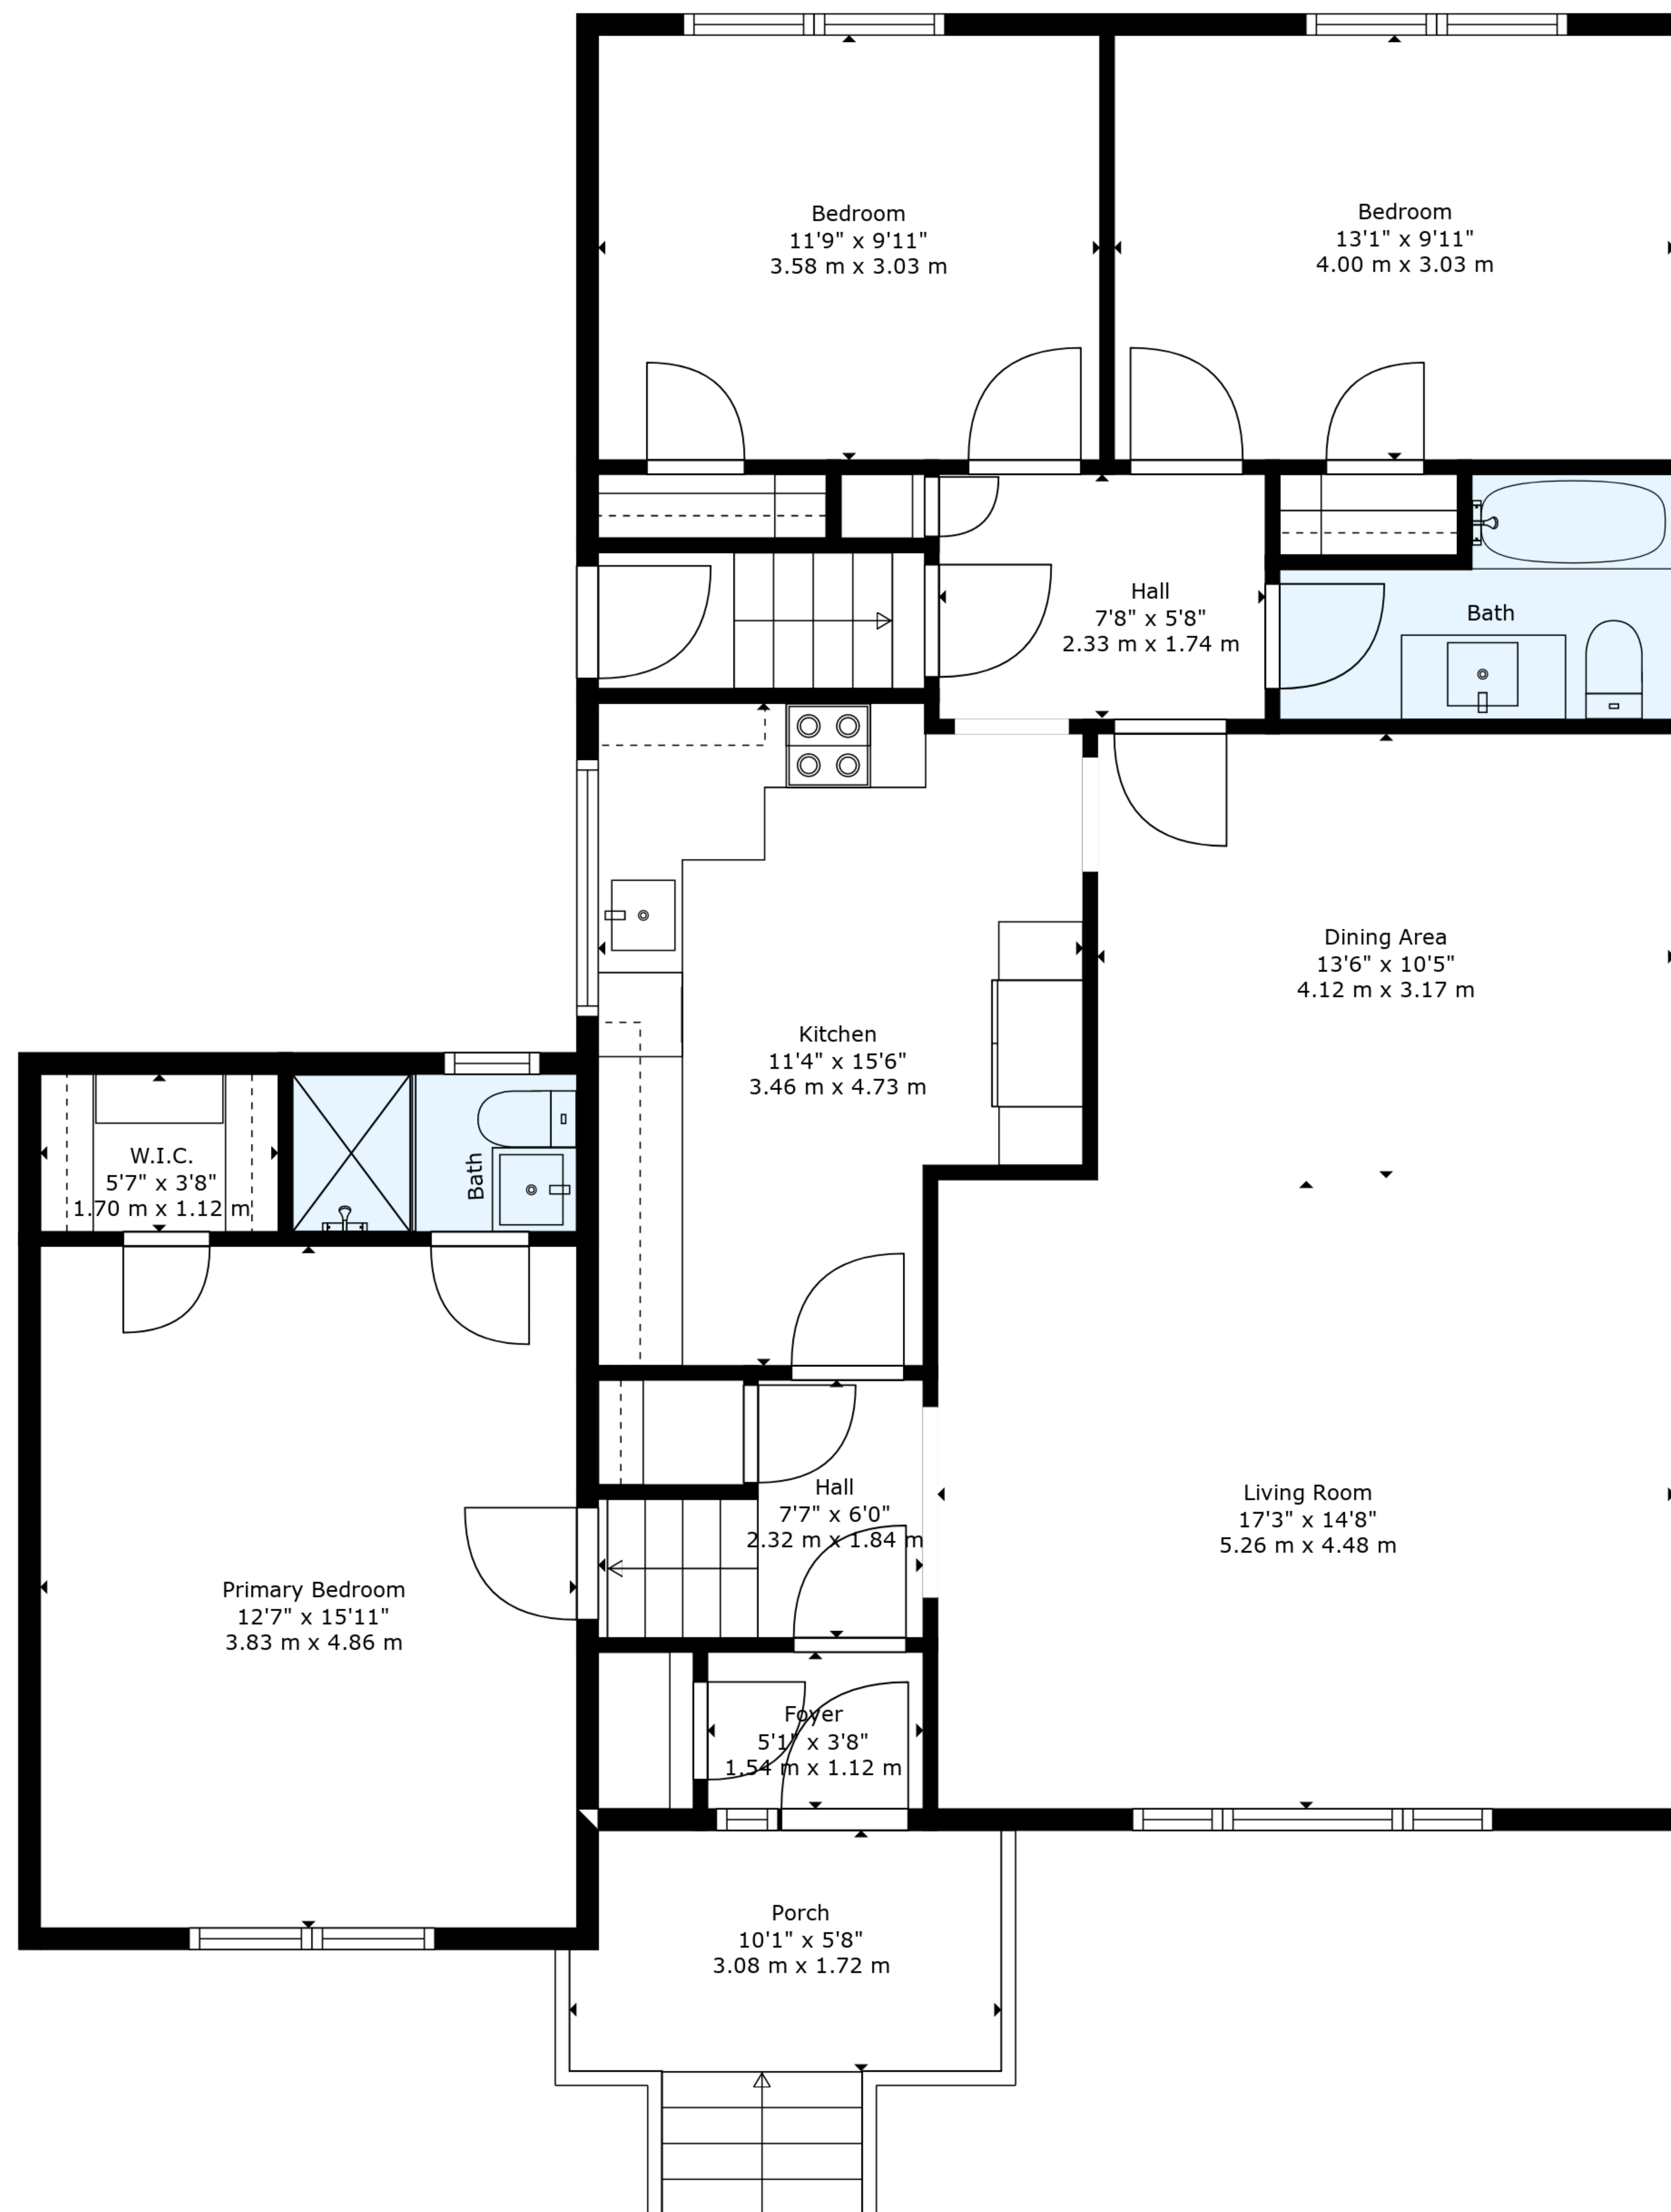 Bedroom
11'9" x 9'11"
3.58 m x 3.03 m
Bedroom
13'1" x 9'11"
4.00 m x 3.03 m
Hall
7'8" x 5'8"
2.33 m x 1.74 m
Bath
Dining Area
13'6" x 10'5"
4.12 m x 3.17 m
Kitchen
11'4" x 15'6"
3.46 m x 4.73 m
W.I.C.
5'7" x 3'8"
1.70 m x 1.12 m
Bath
Hall
7'7" x 6'0"
2.32 m x 1.84 m
Living Room
17'3" x 14'8"
5.26 m x 4.48 m
Primary Bedroom
12'7" x 15'11"
3.83 m x 4.86 m
Foyer
5'1" x 3'8"
1.54 m x 1.12 m
Porch
10'1" x 5'8"
3.08 m x 1.72 m